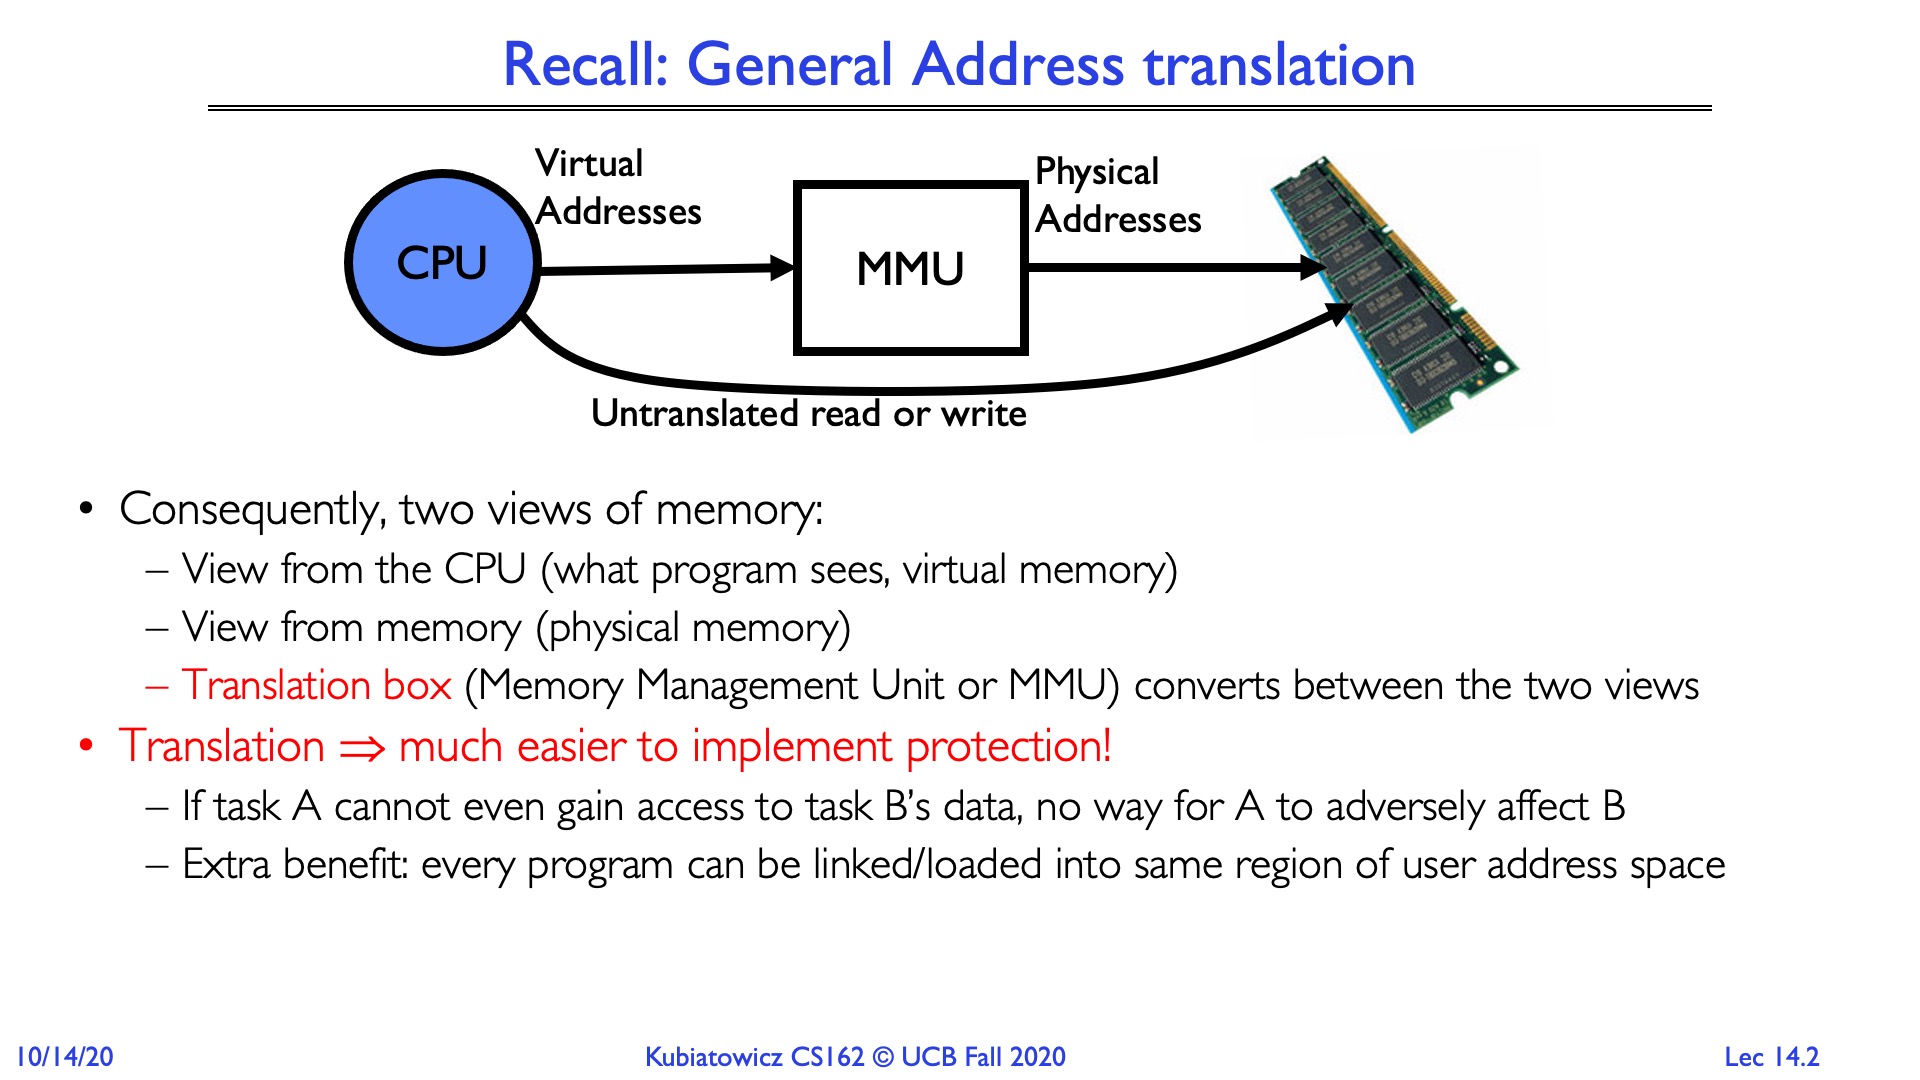 Recall: General Address translation
Virtual
Addresses
Physical
Addresses
CPU
MMU
Untranslated read or write
• Consequently, two views of memory:
– View from the CPU (what program sees, virtual memory)
– View from memory (physical memory)
– Translation box (Memory Management Unit or MMU) converts between the two views
• Translation ⇒ much easier to implement protection!
– If task A cannot even gain access to task B’s data, no way for A to adversely affect B
– Extra benefit: every program can be linked/loaded into same region of user address space
10/14/20
Kubiatowicz CS162 © UCB Fall 2020
Lec 14.2